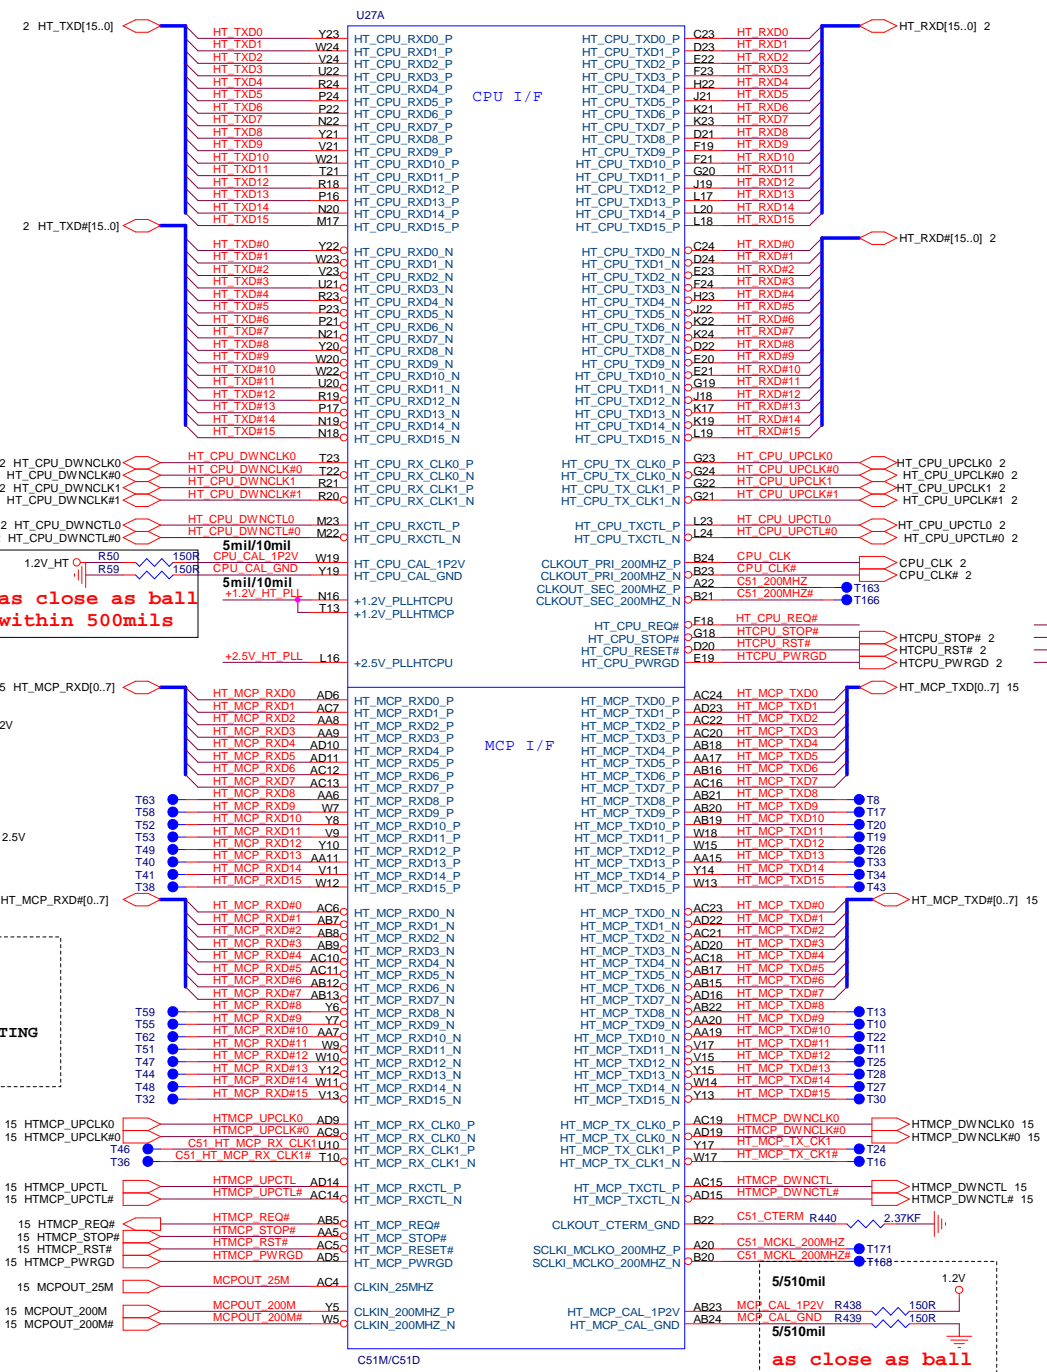 U27A
2 HT_TXD[15..0]
HT_RXD[15..0] 2
CPU I/F
HT_TXD0 Y23 HT_CPU_RXD0_P HT_CPU_TXD0_P C23 HT_RXD0
HT_TXD1 W24 HT_CPU_RXD1_P HT_CPU_TXD1_P D23 HT_RXD1
HT_TXD2 V24 HT_CPU_RXD2_P HT_CPU_TXD2_P E22 HT_RXD2
HT_TXD3 U22 HT_CPU_RXD3_P HT_CPU_TXD3_P F23 HT_RXD3
HT_TXD4 R24 HT_CPU_RXD4_P HT_CPU_TXD4_P H22 HT_RXD4
HT_TXD5 P24 HT_CPU_RXD5_P HT_CPU_TXD5_P J21 HT_RXD5
HT_TXD6 P22 HT_CPU_RXD6_P HT_CPU_TXD6_P K21 HT_RXD6
HT_TXD7 N22 HT_CPU_RXD7_P HT_CPU_TXD7_P K23 HT_RXD7
HT_TXD8 Y21 HT_CPU_RXD8_P HT_CPU_TXD8_P D21 HT_RXD8
HT_TXD9 V21 HT_CPU_RXD9_P HT_CPU_TXD9_P F19 HT_RXD9
HT_TXD10 W21 HT_CPU_RXD10_P HT_CPU_TXD10_P F21 HT_RXD10
HT_TXD11 T21 HT_CPU_RXD11_P HT_CPU_TXD11_P G20 HT_RXD11
HT_TXD12 R18 HT_CPU_RXD12_P HT_CPU_TXD12_P J19 HT_RXD12
HT_TXD13 P16 HT_CPU_RXD13_P HT_CPU_TXD13_P L17 HT_RXD13
HT_TXD14 N20 HT_CPU_RXD14_P HT_CPU_TXD14_P L20 HT_RXD14
HT_TXD15 M17 HT_CPU_RXD15_P HT_CPU_TXD15_P L18 HT_RXD15
2 HT_TXD#[15..0]
HT_RXD#[15..0] 2
HT_TXD#0 Y22 HT_CPU_RXD0_N HT_CPU_TXD0_N C24 HT_RXD#0
HT_TXD#1 W23 HT_CPU_RXD1_N HT_CPU_TXD1_N D24 HT_RXD#1
HT_TXD#2 V23 HT_CPU_RXD2_N HT_CPU_TXD2_N E23 HT_RXD#2
HT_TXD#3 U21 HT_CPU_RXD3_N HT_CPU_TXD3_N F24 HT_RXD#3
HT_TXD#4 R23 HT_CPU_RXD4_N HT_CPU_TXD4_N H23 HT_RXD#4
HT_TXD#5 P23 HT_CPU_RXD5_N HT_CPU_TXD5_N J22 HT_RXD#5
HT_TXD#6 P21 HT_CPU_RXD6_N HT_CPU_TXD6_N K22 HT_RXD#6
HT_TXD#7 N21 HT_CPU_RXD7_N HT_CPU_TXD7_N K24 HT_RXD#7
HT_TXD#8 Y20 HT_CPU_RXD8_N HT_CPU_TXD8_N D22 HT_RXD#8
HT_TXD#9 W20 HT_CPU_RXD9_N HT_CPU_TXD9_N E20 HT_RXD#9
HT_TXD#10 W22 HT_CPU_RXD10_N HT_CPU_TXD10_N E21 HT_RXD#10
HT_TXD#11 U20 HT_CPU_RXD11_N HT_CPU_TXD11_N G19 HT_RXD#11
HT_TXD#12 R19 HT_CPU_RXD12_N HT_CPU_TXD12_N J18 HT_RXD#12
HT_TXD#13 P17 HT_CPU_RXD13_N HT_CPU_TXD13_N K17 HT_RXD#13
HT_TXD#14 N19 HT_CPU_RXD14_N HT_CPU_TXD14_N K19 HT_RXD#14
HT_TXD#15 N18 HT_CPU_RXD15_N HT_CPU_TXD15_N L19 HT_RXD#15
2 HT_CPU_DWNCLK0 HT_CPU_DWNCLK0 T23 HT_CPU_RX_CLK0_P HT_CPU_TX_CLK0_P G23 HT_CPU_UPCLK0 HT_CPU_UPCLK0 2
HT_CPU_DWNCLK#0 HT_CPU_DWNCLK#0 T22 HT_CPU_RX_CLK0_N HT_CPU_TX_CLK0_N G24 HT_CPU_UPCLK#0 HT_CPU_UPCLK#0 2
2 HT_CPU_DWNCLK1 HT_CPU_DWNCLK1 R21 HT_CPU_RX_CLK1_P HT_CPU_TX_CLK1_P G22 HT_CPU_UPCLK1 HT_CPU_UPCLK1 2
HT_CPU_DWNCLK#1 HT_CPU_DWNCLK#1 R20 HT_CPU_RX_CLK1_N HT_CPU_TX_CLK1_N G21 HT_CPU_UPCLK#1 HT_CPU_UPCLK#1 2
2 HT_CPU_DWNCTL0 HT_CPU_DWNCTL0 M23 HT_CPU_RXCTL_P HT_CPU_TXCTL_P L23 HT_CPU_UPCTL0 HT_CPU_UPCTL0 2
HT_CPU_DWNCTL#0 HT_CPU_DWNCTL#0 M22 HT_CPU_RXCTL_N HT_CPU_TXCTL_N L24 HT_CPU_UPCTL#0 HT_CPU_UPCTL#0 2
5mil/10mil
1.2V_HT R50 150R CPU_CAL_1P2V W19 HT_CPU_CAL_1P2V CLKOUT_PRI_200MHZ_P B24 CPU_CLK CPU_CLK 2
R59 150R CPU_CAL_GND Y19 HT_CPU_CAL_GND CLKOUT_PRI_200MHZ_N B23 CPU_CLK# CPU_CLK# 2
5mil/10mil
CLKOUT_SEC_200MHZ_P A22 C51_200MHZ T163
as close as ball
+1.2V_HT_PLL N16 +1.2V_PLLHTCPU CLKOUT_SEC_200MHZ_N B21 C51_200MHZ# T166
T13 +1.2V_PLLHTMCP
within 500mils
HT_CPU_REQ# F18 HT_CPU_REQ#
HT_CPU_STOP# G18 HTCPU_STOP# HTCPU_STOP# 2
HT_CPU_RESET# D20 HTCPU_RST# HTCPU_RST# 2
+2.5V_HT_PLL L16 +2.5V_PLLHTCPU HT_CPU_PWRGD E19 HTCPU_PWRGD HTCPU_PWRGD 2
5 HT_MCP_RXD[0..7]
HT_MCP_TXD[0..7] 15
MCP I/F
HT_MCP_RXD0 AD6 HT_MCP_RXD0_P HT_MCP_TXD0_P AC24 HT_MCP_TXD0
HT_MCP_RXD1 AC7 HT_MCP_RXD1_P HT_MCP_TXD1_P AD23 HT_MCP_TXD1
2V
HT_MCP_RXD2 AA8 HT_MCP_RXD2_P HT_MCP_TXD2_P AC22 HT_MCP_TXD2
HT_MCP_RXD3 AA9 HT_MCP_RXD3_P HT_MCP_TXD3_P AC20 HT_MCP_TXD3
HT_MCP_RXD4 AD10 HT_MCP_RXD4_P HT_MCP_TXD4_P AB18 HT_MCP_TXD4
HT_MCP_RXD5 AD11 HT_MCP_RXD5_P HT_MCP_TXD5_P AA17 HT_MCP_TXD5
HT_MCP_RXD6 AC12 HT_MCP_RXD6_P HT_MCP_TXD6_P AB16 HT_MCP_TXD6
HT_MCP_RXD7 AC13 HT_MCP_RXD7_P HT_MCP_TXD7_P AC16 HT_MCP_TXD7
T63 HT_MCP_RXD8 AA6 HT_MCP_RXD8_P HT_MCP_TXD8_P AB21 HT_MCP_TXD8 T8
T58 HT_MCP_RXD9 W7 HT_MCP_RXD9_P HT_MCP_TXD9_P AB20 HT_MCP_TXD9 T17
T52 HT_MCP_RXD10 Y8 HT_MCP_RXD10_P HT_MCP_TXD10_P AB19 HT_MCP_TXD10 T20
2.5V
T53 HT_MCP_RXD11 V9 HT_MCP_RXD11_P HT_MCP_TXD11_P W18 HT_MCP_TXD11 T19
T49 HT_MCP_RXD12 Y10 HT_MCP_RXD12_P HT_MCP_TXD12_P W15 HT_MCP_TXD12 T26
T40 HT_MCP_RXD13 AA11 HT_MCP_RXD13_P HT_MCP_TXD13_P AA15 HT_MCP_TXD13 T33
T41 HT_MCP_RXD14 V11 HT_MCP_RXD14_P HT_MCP_TXD14_P Y14 HT_MCP_TXD14 T34
T38 HT_MCP_RXD15 W12 HT_MCP_RXD15_P HT_MCP_TXD15_P W13 HT_MCP_TXD15 T43
HT_MCP_RXD#[0..7]
HT_MCP_TXD#[0..7] 15
HT_MCP_RXD#0 AC6 HT_MCP_RXD0_N HT_MCP_TXD0_N AC23 HT_MCP_TXD#0
HT_MCP_RXD#1 AB7 HT_MCP_RXD1_N HT_MCP_TXD1_N AD22 HT_MCP_TXD#1
HT_MCP_RXD#2 AB8 HT_MCP_RXD2_N HT_MCP_TXD2_N AC21 HT_MCP_TXD#2
HT_MCP_RXD#3 AB9 HT_MCP_RXD3_N HT_MCP_TXD3_N AD20 HT_MCP_TXD#3
HT_MCP_RXD#4 AC10 HT_MCP_RXD4_N HT_MCP_TXD4_N AC18 HT_MCP_TXD#4
HT_MCP_RXD#5 AC11 HT_MCP_RXD5_N HT_MCP_TXD5_N AB17 HT_MCP_TXD#5
HT_MCP_RXD#6 AB12 HT_MCP_RXD6_N HT_MCP_TXD6_N AB15 HT_MCP_TXD#6
HT_MCP_RXD#7 AB13 HT_MCP_RXD7_N HT_MCP_TXD7_N AD16 HT_MCP_TXD#7
T59 HT_MCP_RXD#8 Y6 HT_MCP_RXD8_N HT_MCP_TXD8_N AB22 HT_MCP_TXD#8 T13
T55 HT_MCP_RXD#9 Y7 HT_MCP_RXD9_N HT_MCP_TXD9_N AA20 HT_MCP_TXD#9 T10
TING
T62 HT_MCP_RXD#10 AA7 HT_MCP_RXD10_N HT_MCP_TXD10_N AA19 HT_MCP_TXD#10 T22
T51 HT_MCP_RXD#11 W9 HT_MCP_RXD11_N HT_MCP_TXD11_N V17 HT_MCP_TXD#11 T11
T47 HT_MCP_RXD#12 W10 HT_MCP_RXD12_N HT_MCP_TXD12_N V15 HT_MCP_TXD#12 T25
T44 HT_MCP_RXD#13 Y12 HT_MCP_RXD13_N HT_MCP_TXD13_N Y15 HT_MCP_TXD#13 T28
T48 HT_MCP_RXD#14 W11 HT_MCP_RXD14_N HT_MCP_TXD14_N W14 HT_MCP_TXD#14 T27
T32 HT_MCP_RXD#15 V13 HT_MCP_RXD15_N HT_MCP_TXD15_N Y13 HT_MCP_TXD#15 T30
15 HTMCP_UPCLK0 HTMCP_UPCLK0 AD9 HT_MCP_RX_CLK0_P HT_MCP_TX_CLK0_P AC19 HTMCP_DWNCLK0 HTMCP_DWNCLK0 15
15 HTMCP_UPCLK#0 HTMCP_UPCLK#0 AC9 HT_MCP_RX_CLK0_N HT_MCP_TX_CLK0_N AD19 HTMCP_DWNCLK#0 HTMCP_DWNCLK#0 15
T46 C51_HT_MCP_RX_CLK1 U10 HT_MCP_RX_CLK1_P HT_MCP_TX_CLK1_P Y17 HT_MCP_TX_CK1 T24
T36 C51_HT_MCP_RX_CLK1# T10 HT_MCP_RX_CLK1_N HT_MCP_TX_CLK1_N W17 HT_MCP_TX_CK1# T16
15 HTMCP_UPCTL HTMCP_UPCTL AD14 HT_MCP_RXCTL_P HT_MCP_TXCTL_P AC15 HTMCP_DWNCTL HTMCP_DWNCTL 15
15 HTMCP_UPCTL# HTMCP_UPCTL# AC14 HT_MCP_RXCTL_N HT_MCP_TXCTL_N AD15 HTMCP_DWNCTL# HTMCP_DWNCTL# 15
15 HTMCP_REQ# HTMCP_REQ# AB5 HT_MCP_REQ# CLKOUT_CTERM_GND B22 C51_CTERM R440 2.37KF
15 HTMCP_STOP# HTMCP_STOP# AA5 HT_MCP_STOP#
15 HTMCP_RST# HTMCP_RST# AC5 HT_MCP_RESET# SCLKI_MCLKO_200MHZ_P A20 C51_MCKL_200MHZ T171
15 HTMCP_PWRGD HTMCP_PWRGD AD5 HT_MCP_PWRGD SCLKI_MCLKO_200MHZ_N B20 C51_MCKL_200MHZ# T168
15 MCPOUT_25M MCPOUT_25M AC4 CLKIN_25MHZ
5/510mil 1.2V
15 MCPOUT_200M MCPOUT_200M Y5 CLKIN_200MHZ_P HT_MCP_CAL_1P2V AB23 MCP_CAL_1P2V R438 150R
15 MCPOUT_200M# MCPOUT_200M# W5 CLKIN_200MHZ_N HT_MCP_CAL_GND AB24 MCP_CAL_GND R439 150R
5/510mil
C51M/C51D
as close as ball